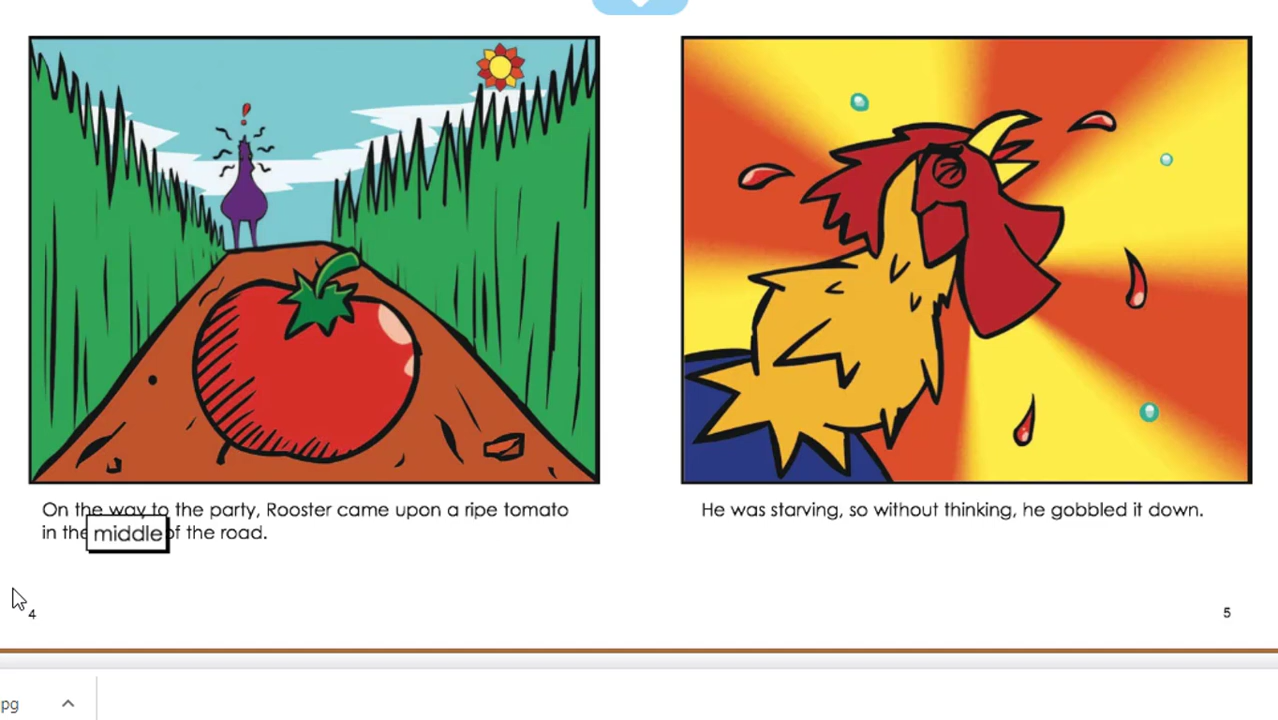 On the way to the party, Rooster came upon a ripe tomato
in the middle of the road.
He was starving, so without thinking, he gobbled it down.
4
5
pg